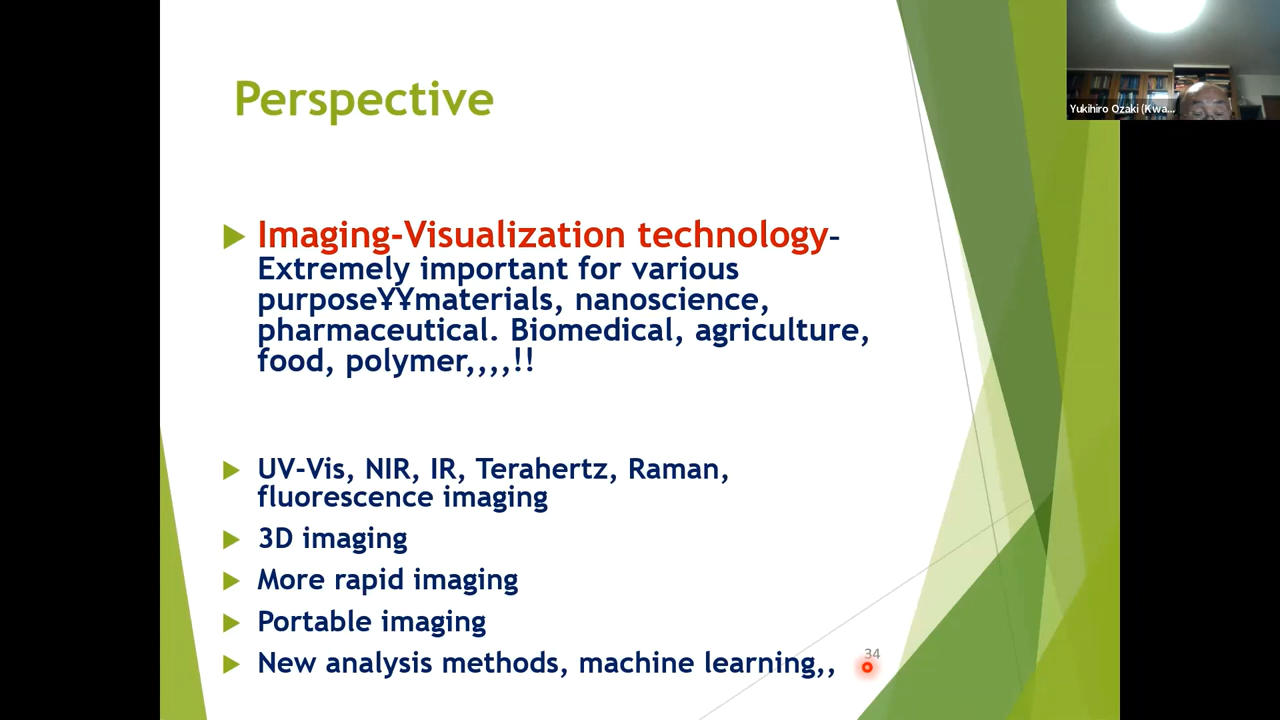 Perspective
Yukihiro Ozaki (Kwa...
Imaging-Visualization technology-
Extremely important for various
purpose¥¥materials, nanoscience,
pharmaceutical. Biomedical, agriculture,
food, polymer,,,,!!
UV-Vis, NIR, IR, Terahertz, Raman,
fluorescence imaging
3D imaging
More rapid imaging
Portable imaging
New analysis methods, machine learning,,
34